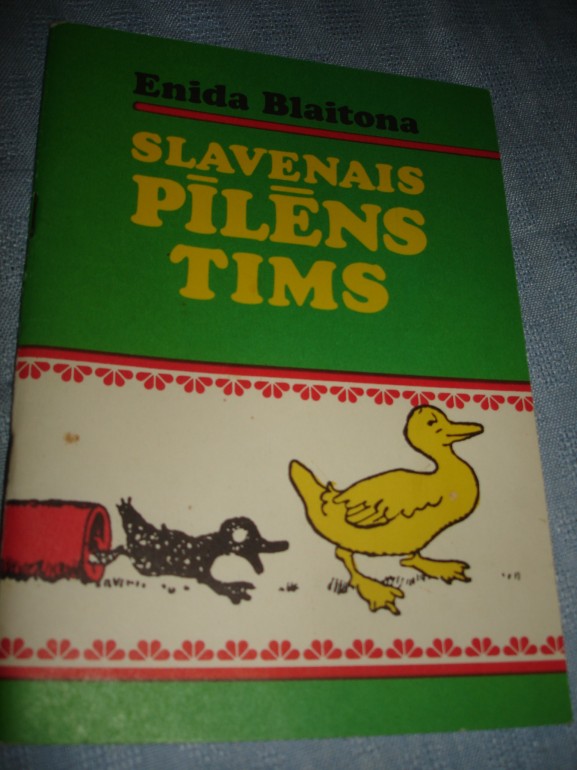 Enida Blaitona
SLAVENAIS
PĪLĒNS
TIMS